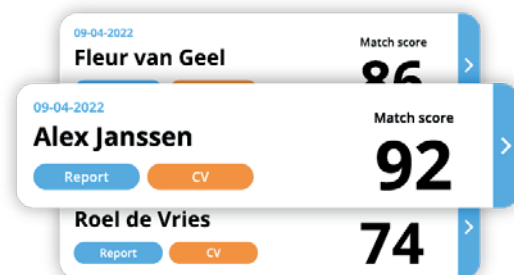 09-04-2022
Fleur van Geel
Match score
86
09-04-2022
Alex Janssen
Match score
92
Report
CV
Roel de Vries
74
Report
CV